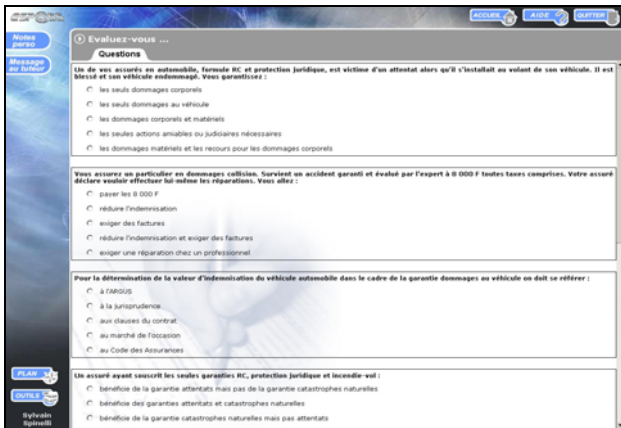 ESPOIR
ACCUEIL
AIDE
QUITTER
Notes perso
Message au tuteur
Evaluez-vous ...
Questions
Un de vos assurés en automobile, formule RC et protection juridique, est victime d'un attentat alors qu'il s'installait au volant de son véhicule. Il est
blessé et son véhicule endommagé. Vous garantissez :
les seuls dommages corporels
les seuls dommages au véhicule
les dommages corporels et matériels
les seules actions amiables ou judiciaires nécessaires
les dommages matériels et les recours pour les dommages corporels
Vous assurez un particulier en dommages collision. Survient un accident garanti et évalué par l'expert à 8 000 F toutes taxes comprises. Votre assuré
déclare vouloir effectuer lui-même les réparations. Vous allez :
payer les 8 000 F
réduire l'indemnisation
exiger des factures
réduire l'indemnisation et exiger des factures
exiger une réparation chez un professionnel
Pour la détermination de la valeur d'indemnisation du véhicule automobile dans le cadre de la garantie dommages au véhicule on doit se référer :
à l'ARGUS
à la jurisprudence
aux clauses du contrat
au marché de l'occasion
au Code des Assurances
Un assuré ayant souscrit les seules garanties RC, protection juridique et incendie-vol :
bénéficie de la garantie attentats mais pas de la garantie catastrophes naturelles
bénéficie des garanties attentats et catastrophes naturelles
bénéficie de la garantie catastrophes naturelles mais pas attentats
PLAN
OUTILS
Sylvain
Spinelli